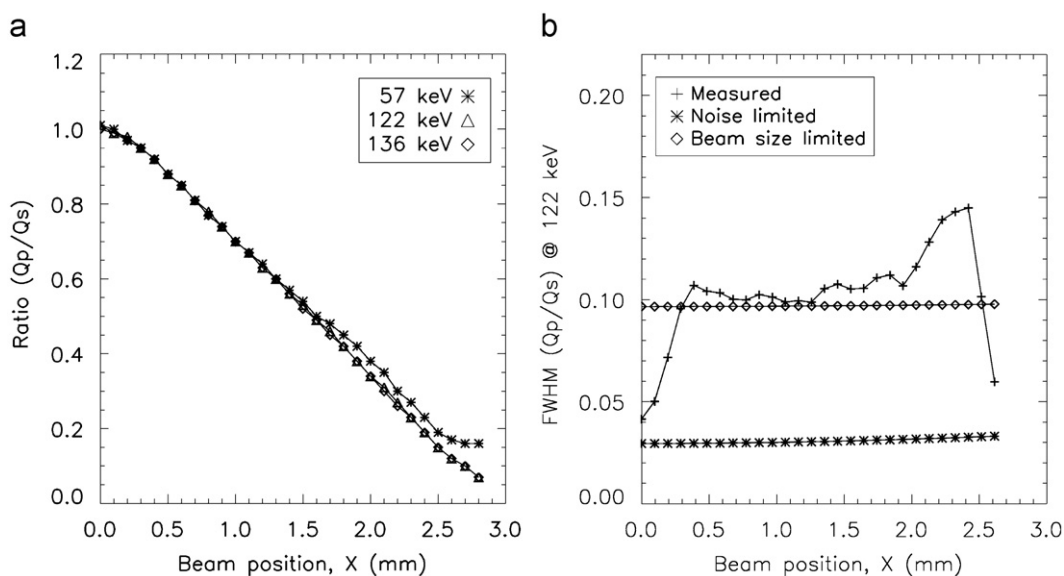 a
Ratio (Qp/Qs)
1.2
1.0
0.8
0.6
0.4
0.2
0.0
57 keV
122 keV
136 keV
0.0 0.5 1.0 1.5 2.0 2.5 3.0
Beam position, X (mm)
b
FWHM (Qp/Qs) @ 122 keV
0.20
0.15
0.10
0.05
0.00
Measured
Noise limited
Beam size limited
0.0 0.5 1.0 1.5 2.0 2.5 3.0
Beam position, X (mm)